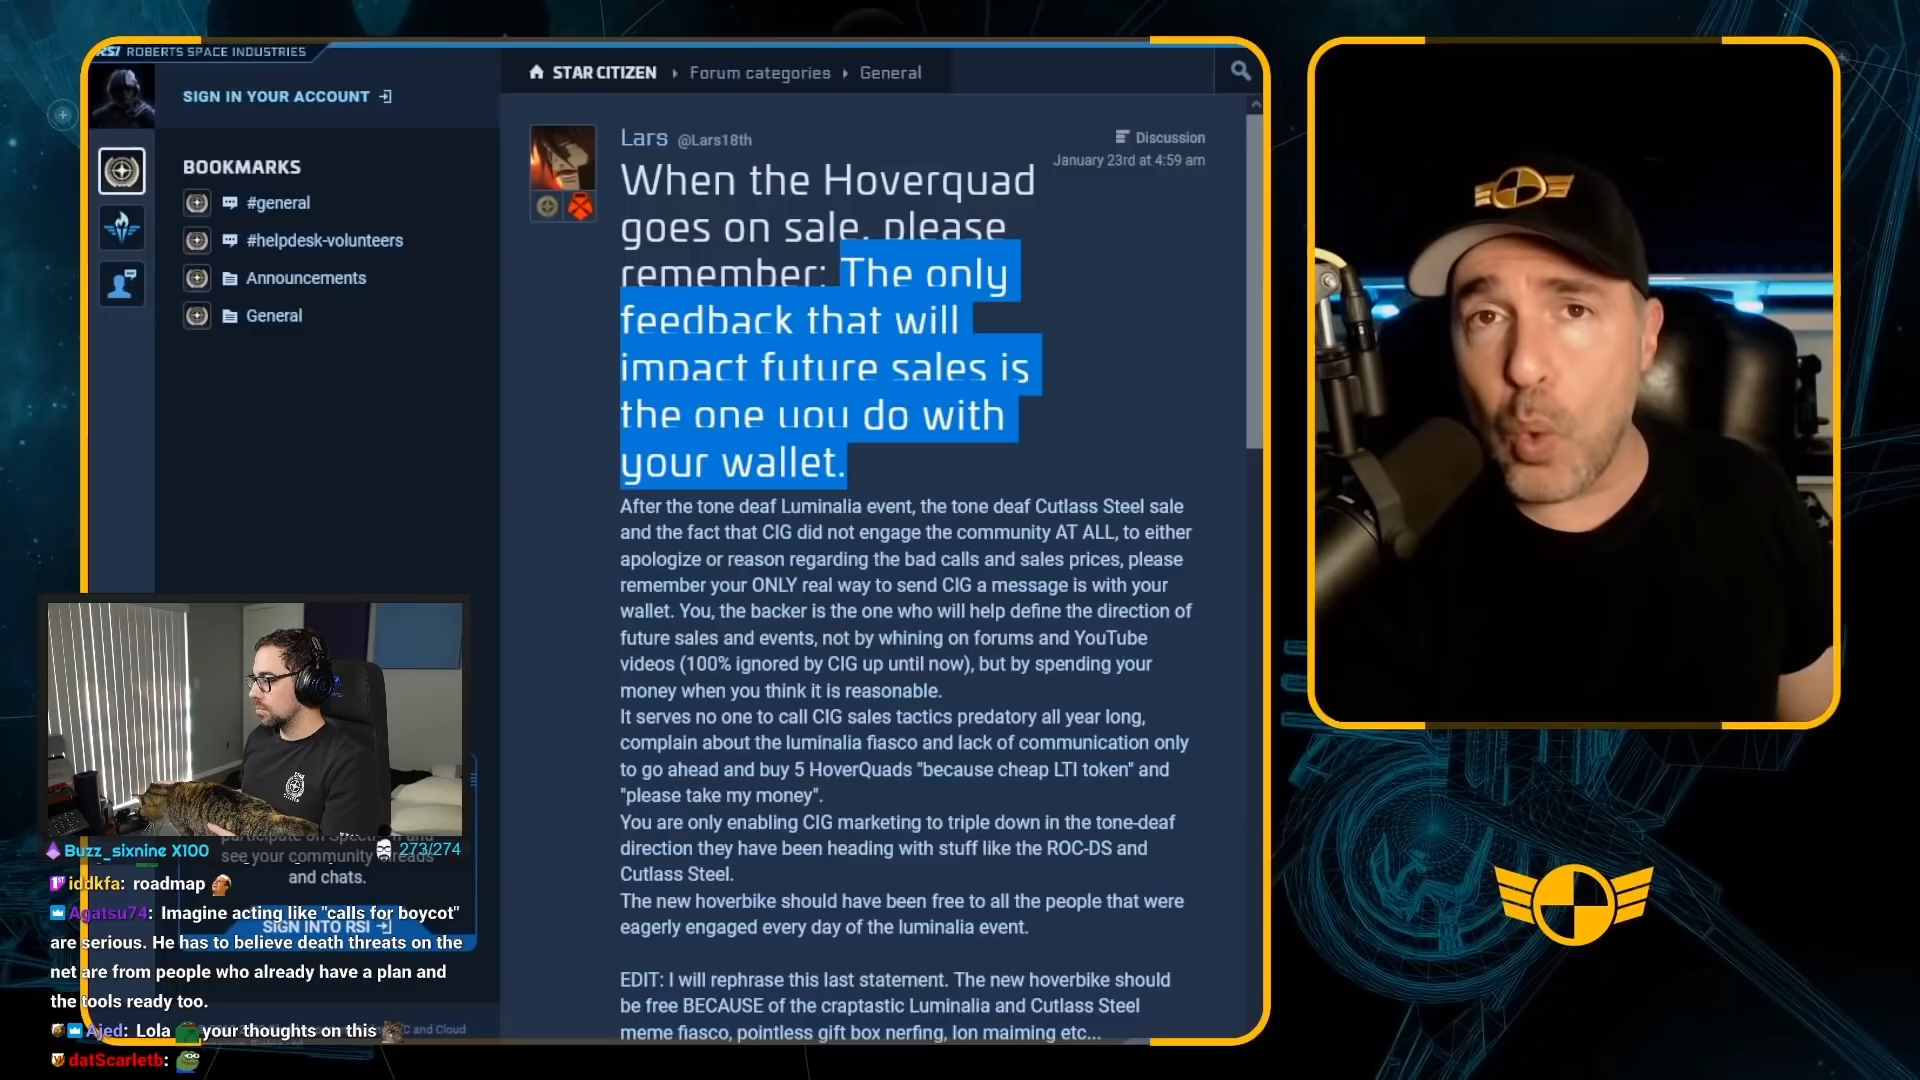 RSI ROBERTS SPACE INDUSTRIES
SIGN IN YOUR ACCOUNT
STAR CITIZEN Forum categories General
BOOKMARKS
#general
#helpdesk-volunteers
Announcements
General
Lars @Lars18th
Discussion
January 23rd at 4:59 am
When the Hoverquad
goes on sale, please
remember: The only
feedback that will
impact future sales is
the one you do with
your wallet.
After the tone deaf Luminalia event, the tone deaf Cutlass Steel sale
and the fact that CIG did not engage the community AT ALL, to either
apologize or reason regarding the bad calls and sales prices, please
remember your ONLY real way to send CIG a message is with your
wallet. You, the backer is the one who will help define the direction of
future sales and events, not by whining on forums and YouTube
videos (100% ignored by CIG up until now), but by spending your
money when you think it is reasonable.
It serves no one to call CIG sales tactics predatory all year long,
complain about the luminalia fiasco and lack of communication only
to go ahead and buy 5 HoverQuads "because cheap LTI token" and
"please take my money".
You are only enabling CIG marketing to triple down in the tone-deaf
direction they have been heading with stuff like the ROC-DS and
Cutlass Steel.
The new hoverbike should have been free to all the people that were
eagerly engaged every day of the luminalia event.
EDIT: I will rephrase this last statement. The new hoverbike should
be free BECAUSE of the craptastic Luminalia and Cutlass Steel
meme fiasco, pointless gift box nerfing, Ion maiming etc...
see your community threads
and chats.
SIGN INTO RSI
and Cloud
Buzz_sixnine X100
273/274
iddkfa: roadmap
Agatsu74: Imagine acting like "calls for boycot"
are serious. He has to believe death threats on the
net are from people who already have a plan and
the tools ready too.
Ajed: Lola your thoughts on this
datScarletb: